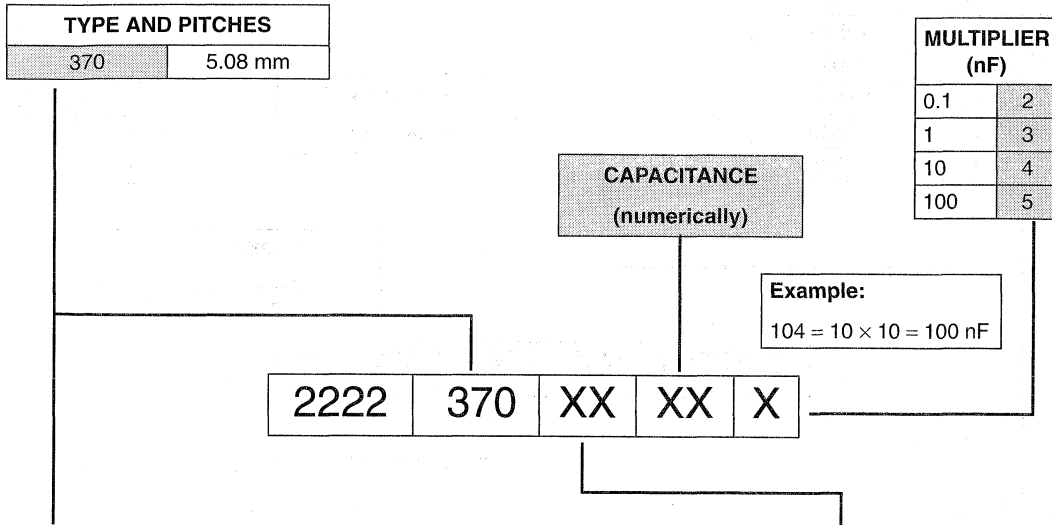 TYPE AND PITCHES
370 5.08 mm
MULTIPLIER
(nF)
0.1 2
1 3
10 4
100 5
CAPACITANCE
(numerically)
Example:
104 = 10 × 10 = 100 nF
2222 370 XX XX X